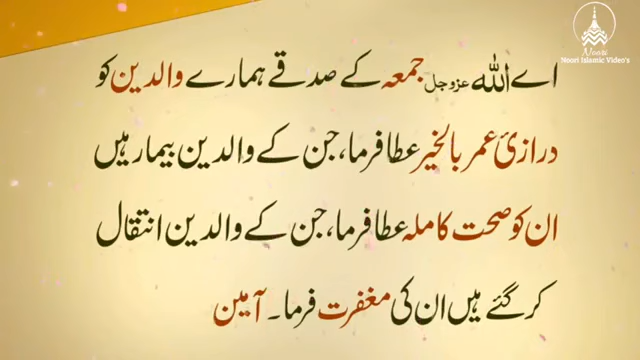 Noori
Noori Islamic Video's
اے اللہ عزوجل جمعہ کے صدقے ہمارے والدین کو
درازیٔ عمر بالخیر عطا فرما، جن کے والدین بیمار ہیں
ان کو صحت کاملہ عطا فرما، جن کے والدین انتقال
کر گئے ہیں ان کی مغفرت فرما۔ آمین